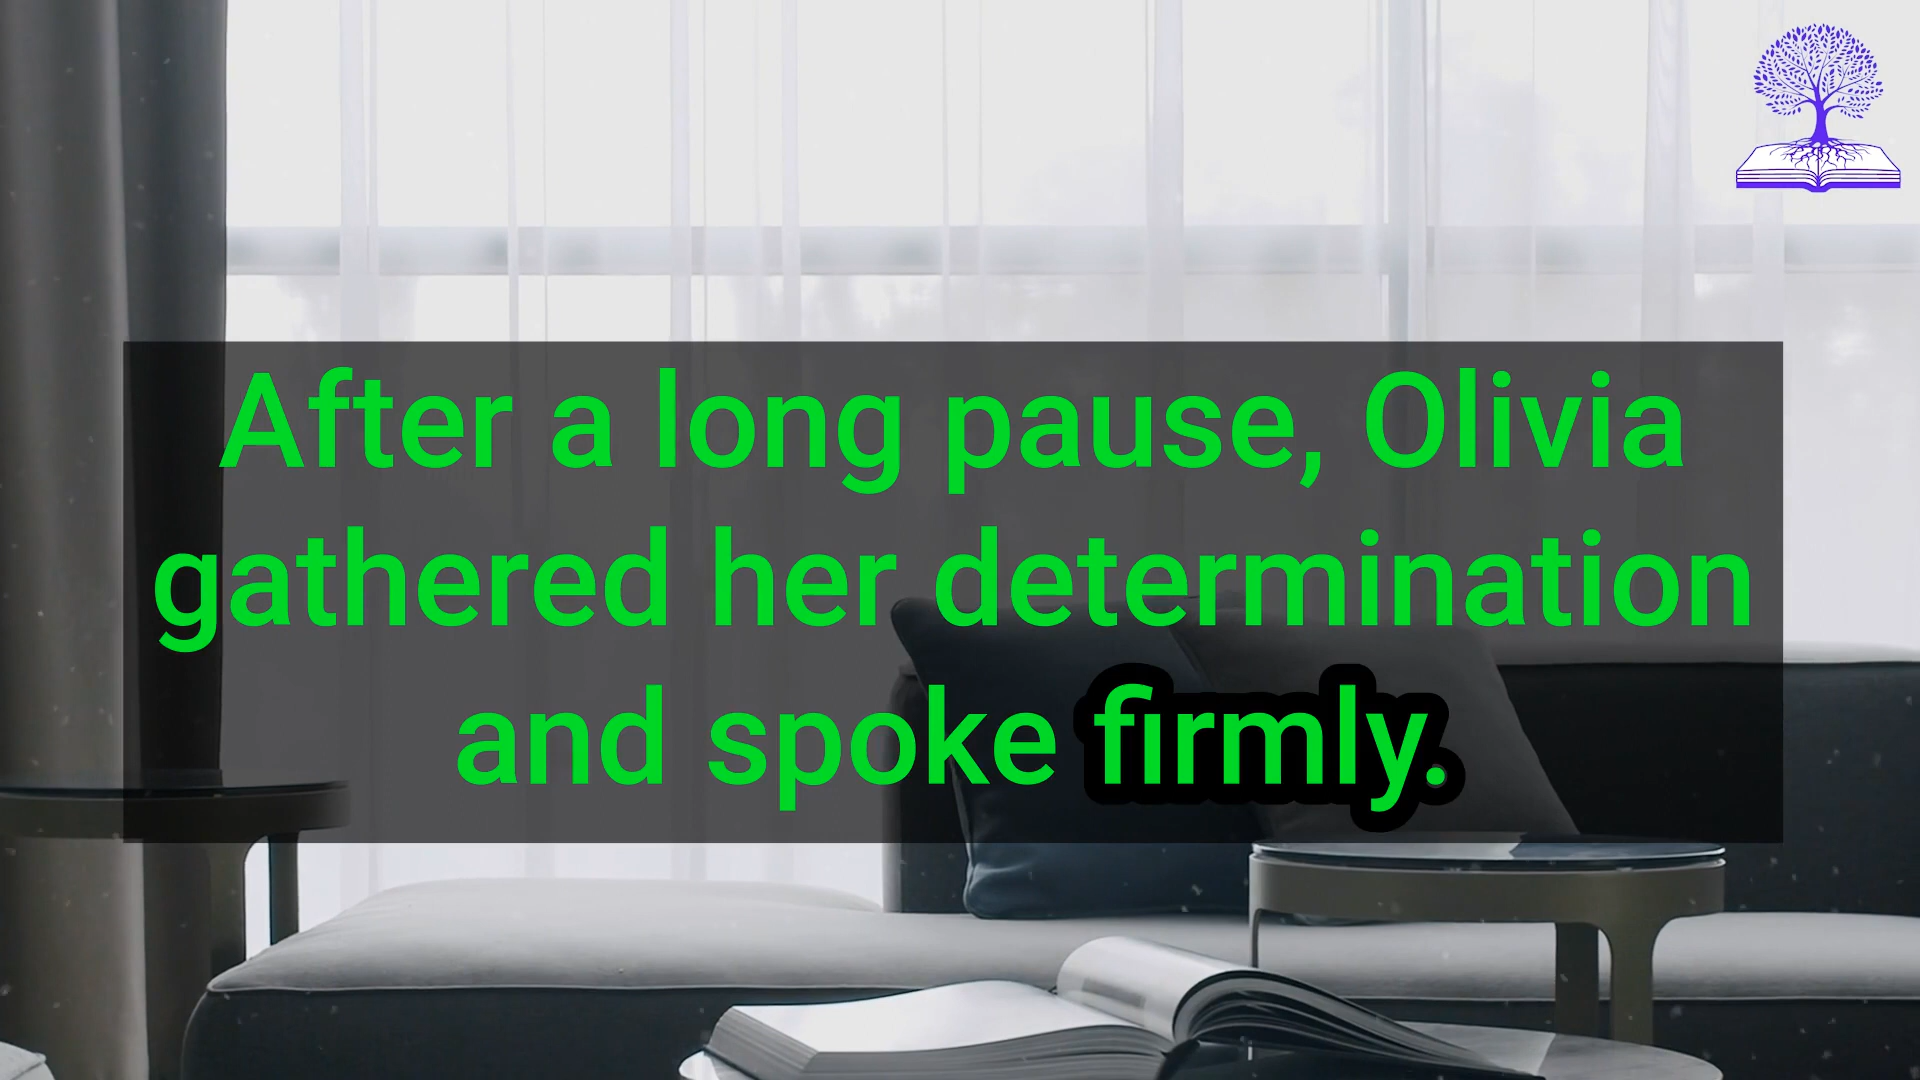 After a long pause, Olivia
gathered her determination
and spoke firmly.